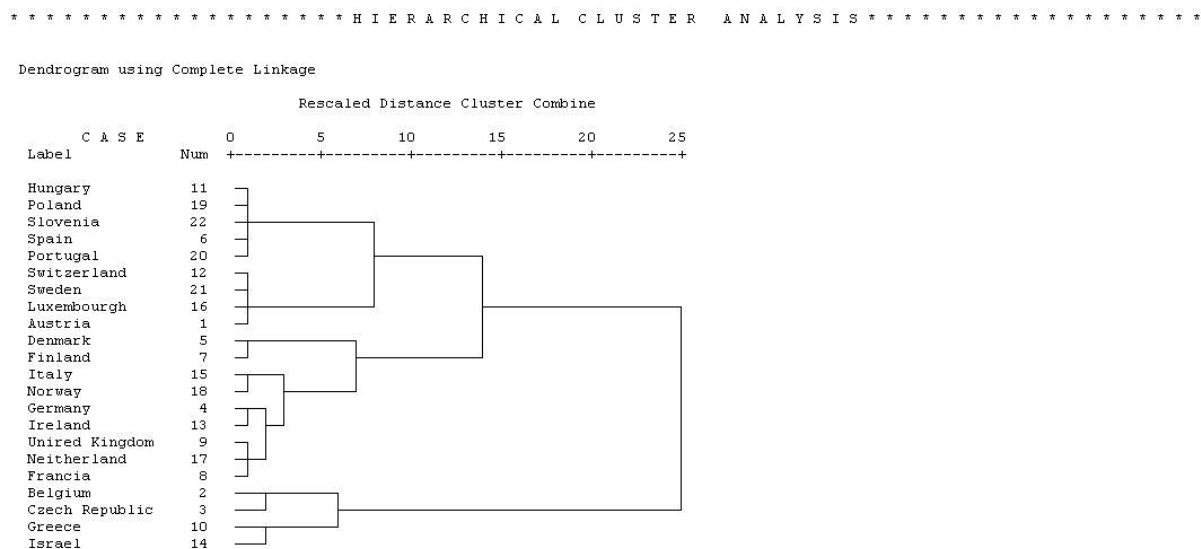 * * * * * * * * * * * * * * * * * * * H I E R A R C H I C A L  C L U S T E R   A N A L Y S I S * * * * * * * * * * * * * * * * * * *
Dendrogram using Complete Linkage
Rescaled Distance Cluster Combine
C A S E 0 5 10 15 20 25
Label Num +---------+---------+---------+---------+---------+
Hungary 11
Poland 19
Slovenia 22
Spain 6
Portugal 20
Switzerland 12
Sweden 21
Luxembourgh 16
Austria 1
Denmark 5
Finland 7
Italy 15
Norway 18
Germany 4
Ireland 13
Unired Kingdom 9
Neitherland 17
Francia 8
Belgium 2
Czech Republic 3
Greece 10
Israel 14